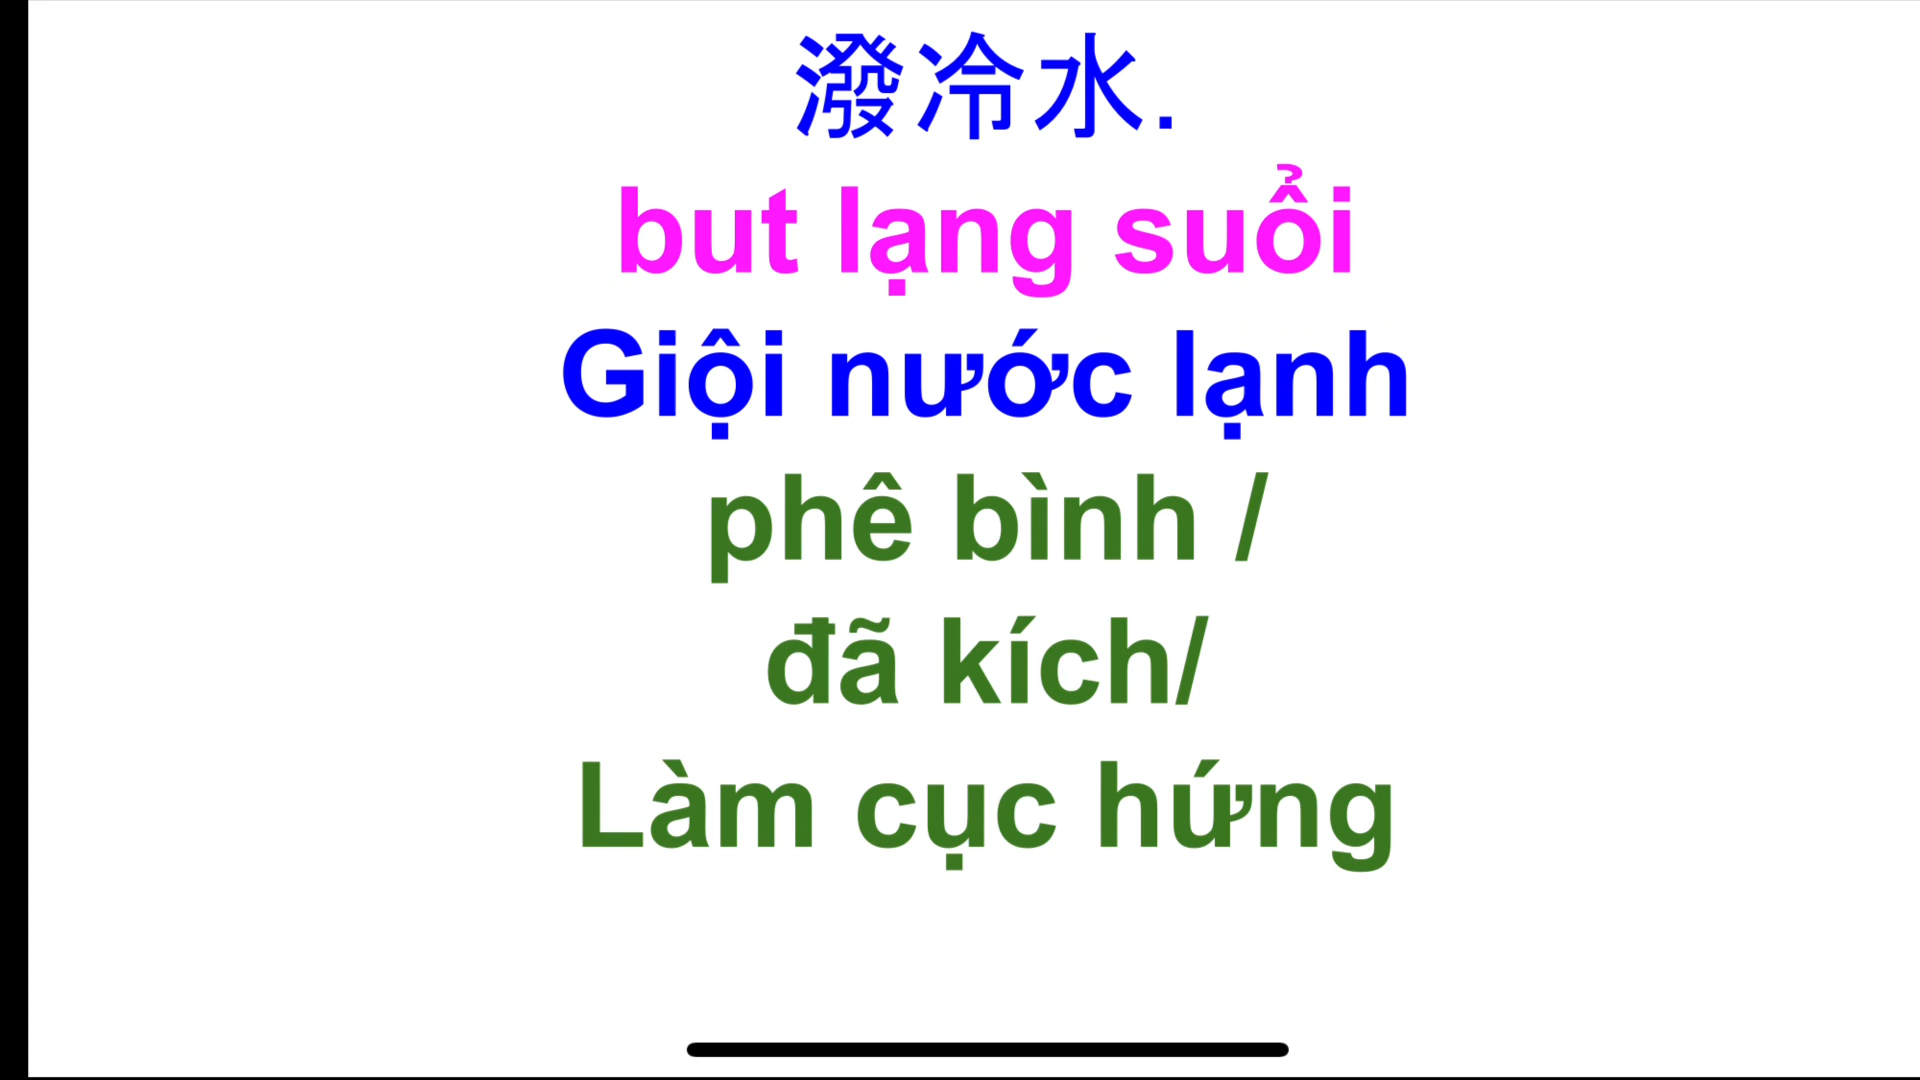 潑冷水.
but lạng suổi
Giội nước lạnh
phê bình /
đã kích/
Làm cục hứng